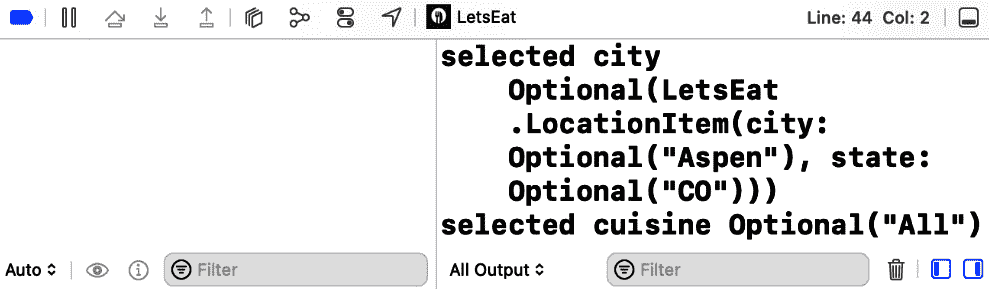 LetsEat
Line: 44 Col: 2
selected city
Optional(LetsEat
.LocationItem(city:
Optional("Aspen"), state:
Optional("CO")))
selected cuisine Optional("All")
Auto
Filter
All Output
Filter